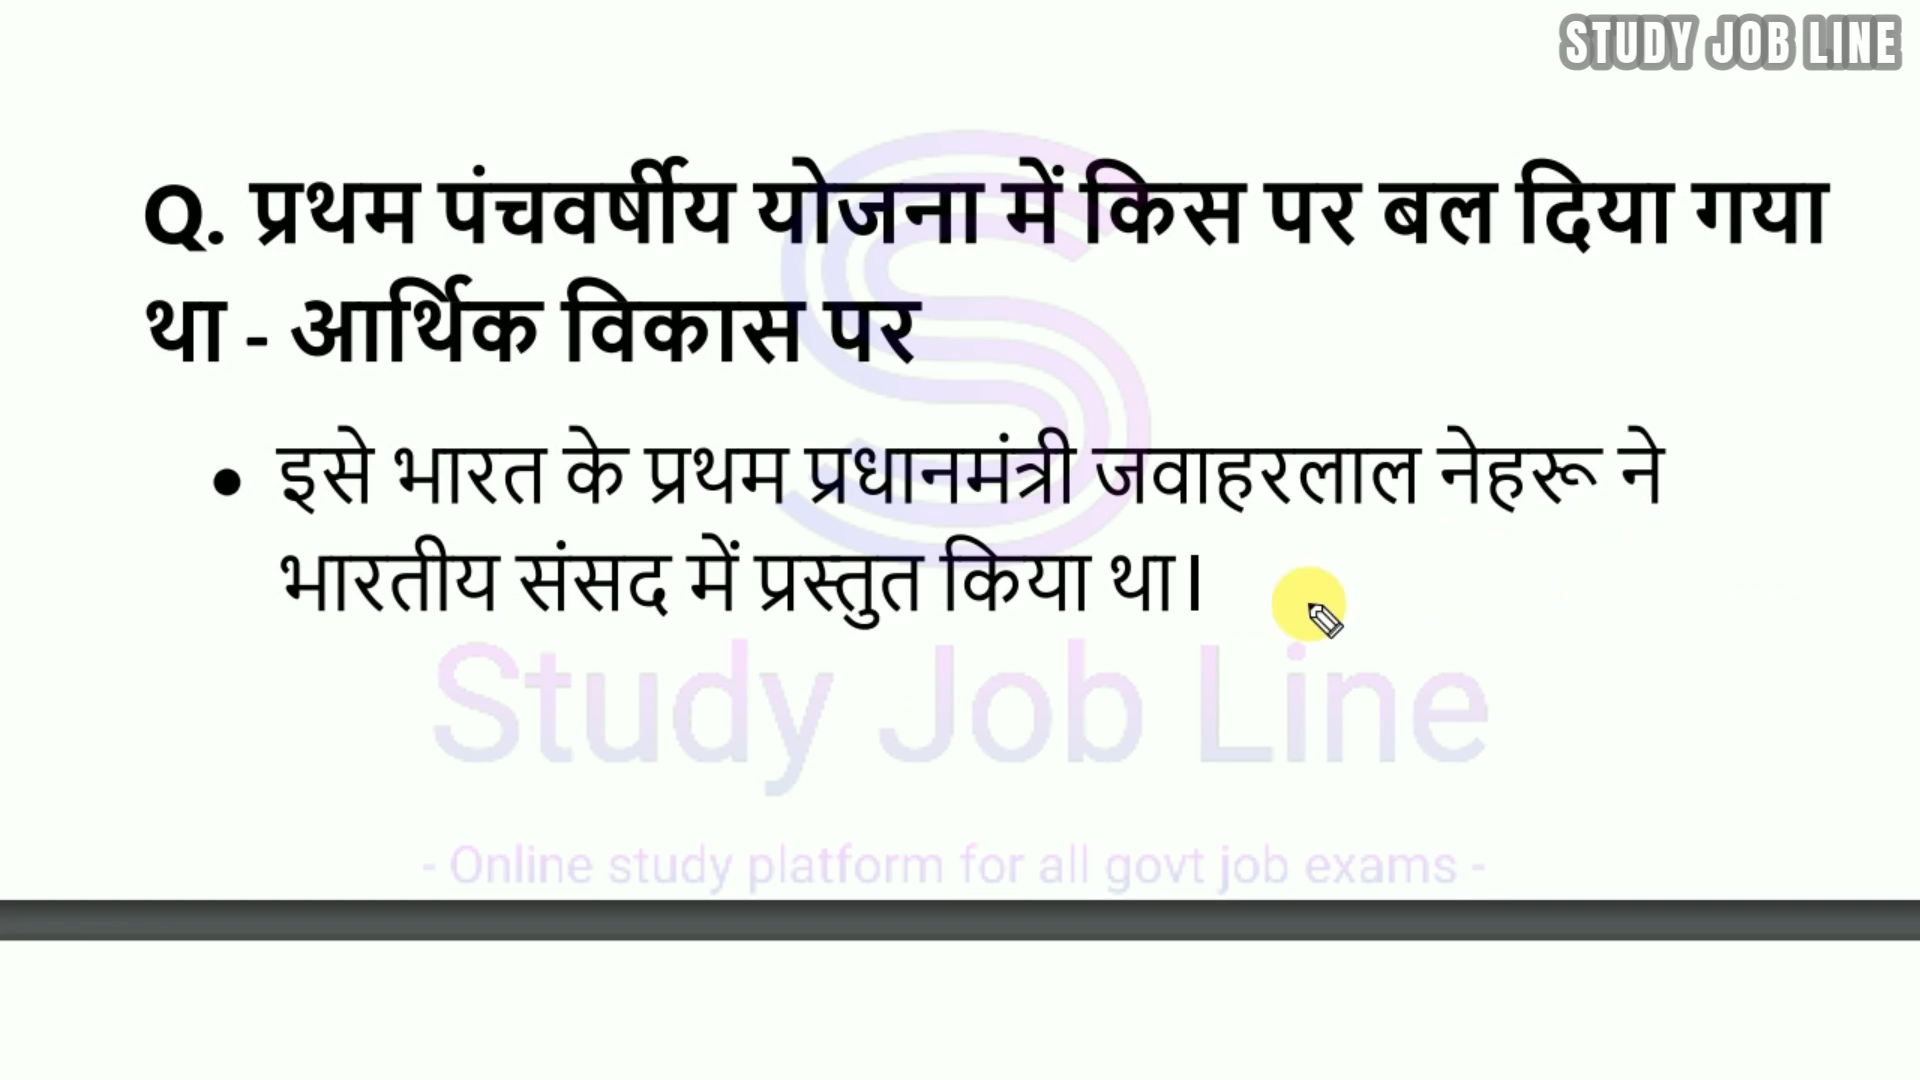 STUDY JOB LINE
Q. प्रथम पंचवर्षीय योजना में किस पर बल दिया गया
था - आर्थिक विकास पर
• इसे भारत के प्रथम प्रधानमंत्री जवाहरलाल नेहरू ने
भारतीय संसद में प्रस्तुत किया था।
Study Job Line
- Online study platform for all govt job exams -